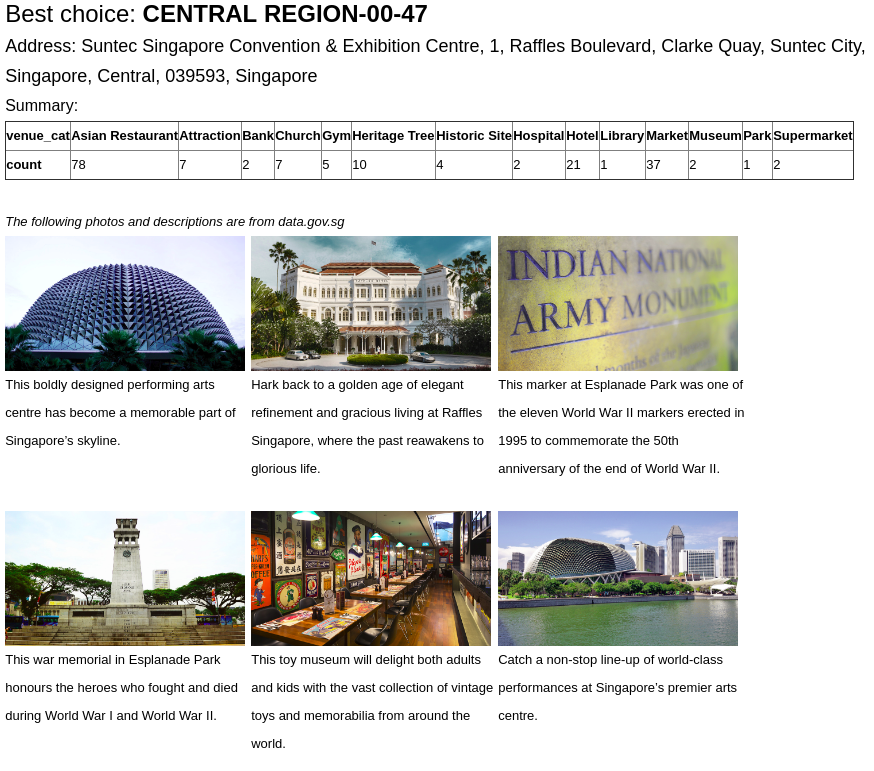 Best choice: CENTRAL REGION-00-47
Address: Suntec Singapore Convention & Exhibition Centre, 1, Raffles Boulevard, Clarke Quay, Suntec City,
Singapore, Central, 039593, Singapore
Summary:
venue_cat Asian Restaurant Attraction Bank Church Gym Heritage Tree Historic Site Hospital Hotel Library Market Museum Park Supermarket
count 78 7 2 7 5 10 4 2 21 1 37 2 1 2
The following photos and descriptions are from data.gov.sg
INDIAN NATIONAL
ARMY MONUMENT
This boldly designed performing arts
centre has become a memorable part of
Singapore’s skyline.
Hark back to a golden age of elegant
refinement and gracious living at Raffles
Singapore, where the past reawakens to
glorious life.
This marker at Esplanade Park was one of
the eleven World War II markers erected in
1995 to commemorate the 50th
anniversary of the end of World War II.
This war memorial in Esplanade Park
honours the heroes who fought and died
during World War I and World War II.
This toy museum will delight both adults
and kids with the vast collection of vintage
toys and memorabilia from around the
world.
Catch a non-stop line-up of world-class
performances at Singapore’s premier arts
centre.